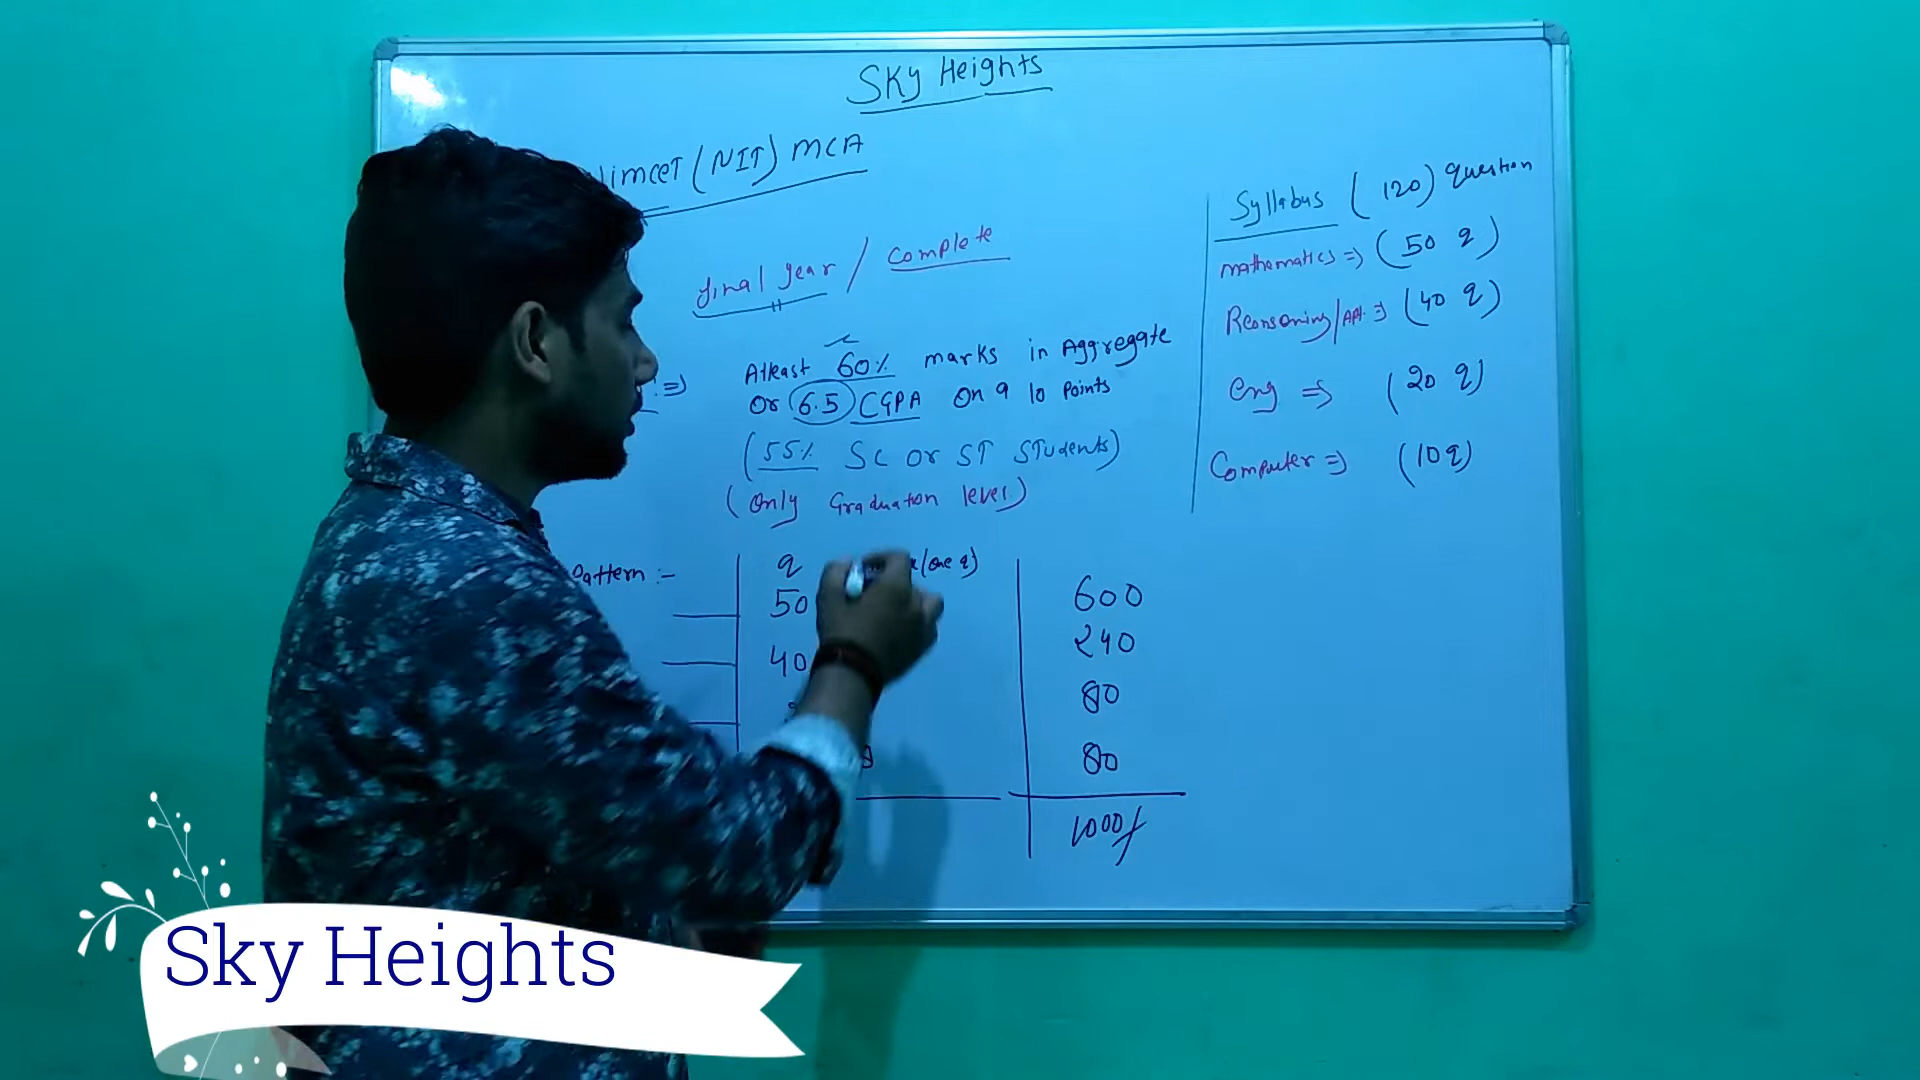 Sky Heights
Nimcet (NIT) MCA
final year / Complete
:⇒
Atleast 60% marks in Aggregate
Or 6.5 CGPA On a 10 Points
(55% SC or ST Students)
(Only Graduation level)
Pattern :-
q (one q)
50 600
40 240
80
80
1000/
Syllabus (120) Question
mathematics => (50 q)
Reasoning/Apt. => (40 q)
Eng => (20 q)
Computer => (10 q)
Sky Heights